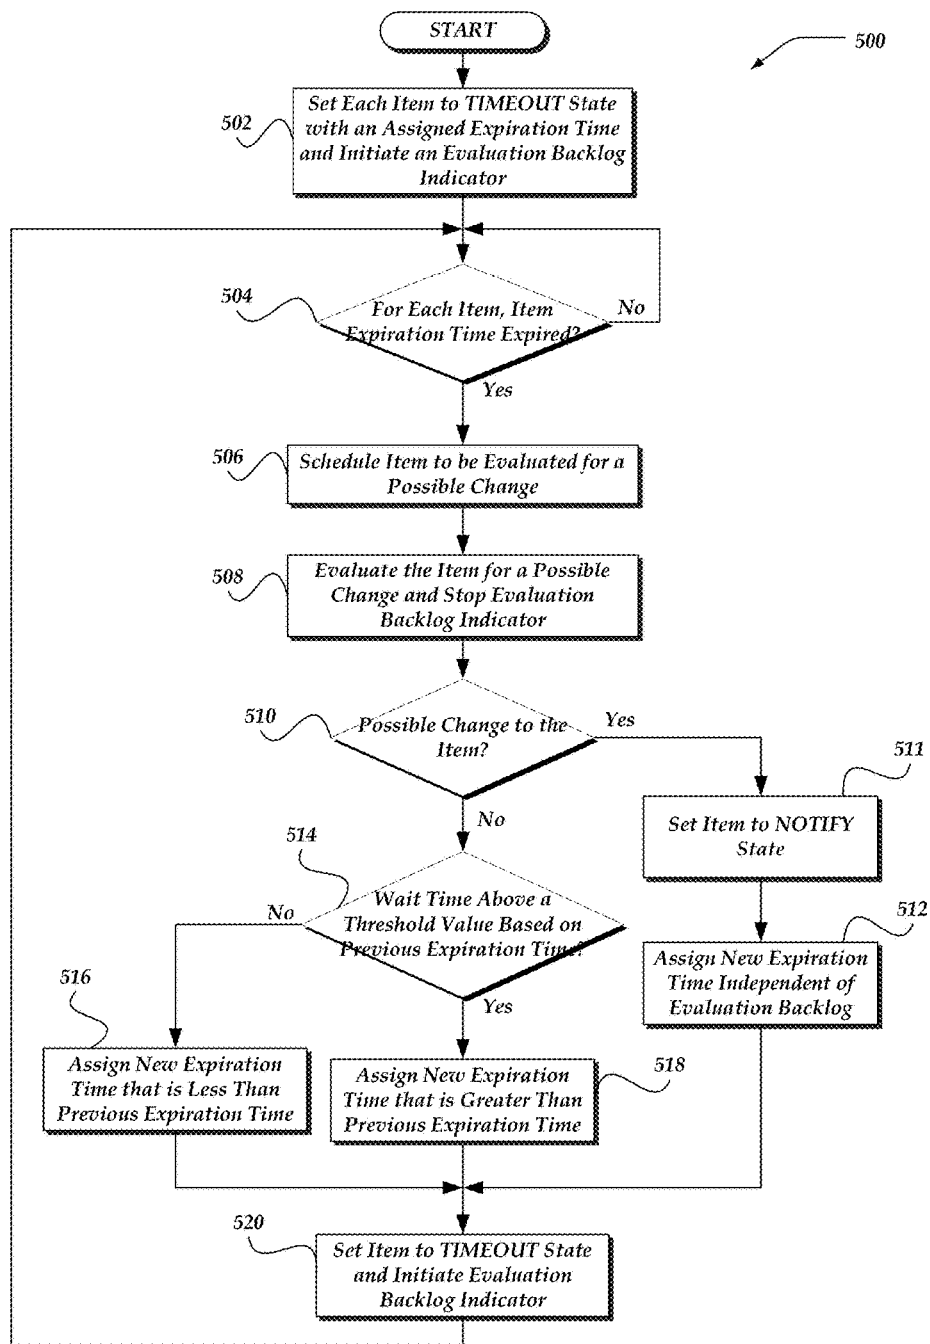 START
500
502
Set Each Item to TIMEOUT State
with an Assigned Expiration Time
and Initiate an Evaluation Backlog
Indicator
504
For Each Item, Item
Expiration Time Expired?
No
Yes
506
Schedule Item to be Evaluated for a
Possible Change
508
Evaluate the Item for a Possible
Change and Stop Evaluation
Backlog Indicator
510
Possible Change to the
Item?
Yes
No
511
Set Item to NOTIFY
State
514
Wait Time Above a
Threshold Value Based on
Previous Expiration Time?
No
Yes
512
Assign New Expiration
Time Independent of
Evaluation Backlog
516
Assign New Expiration
Time that is Less Than
Previous Expiration Time
518
Assign New Expiration
Time that is Greater Than
Previous Expiration Time
520
Set Item to TIMEOUT State
and Initiate Evaluation
Backlog Indicator